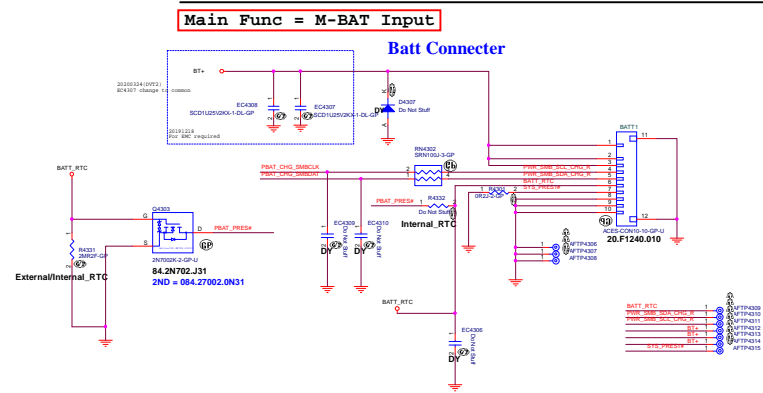 Main Func = M-BAT Input
Batt Connecter
BT+
20200324(DVT2)
EC4307 change to common
EC4308
SCD1U25V2KX-1-DL-GP
EC4307
SCD1U25V2KX-1-DL-GP
20191218
For EMC required
D4307
Do Not Stuff
DY
K
A
BATT1
11
1
2
3
4
5
6
7
8
9
10
12
ACES-CON10-10-GP-U
20.F1240.010
RN4302
SRN100J-3-GP
PBAT_CHG_SMBCLK
PBAT_CHG_SMBDAT
PWR_SMB_SCL_CHG_R
PWR_SMB_SDA_CHG_R
BATT_RTC
SYS_PRES1#
R4301
0R2J-2-GP
PBAT_PRES#
R4332
Do Not Stuff
Internal_RTC
BATT_RTC
Q4303
G
D
S
PBAT_PRES#
2N7002K-2-GP-U
84.2N702.J31
2ND = 084.27002.0N31
R4331
2MR2F-GP
External/Internal_RTC
EC4309
Do Not Stuff
DY
EC4310
Do Not Stuff
DY
AFTP4306
AFTP4307
AFTP4308
BATT_RTC
EC4306
Do Not Stuff
DY
BATT_RTC
PWR_SMB_SDA_CHG_R
PWR_SMB_SCL_CHG_R
BT+
BT+
BT+
SYS_PRES1#
AFTP4309
AFTP4310
AFTP4311
AFTP4312
AFTP4313
AFTP4314
AFTP4315